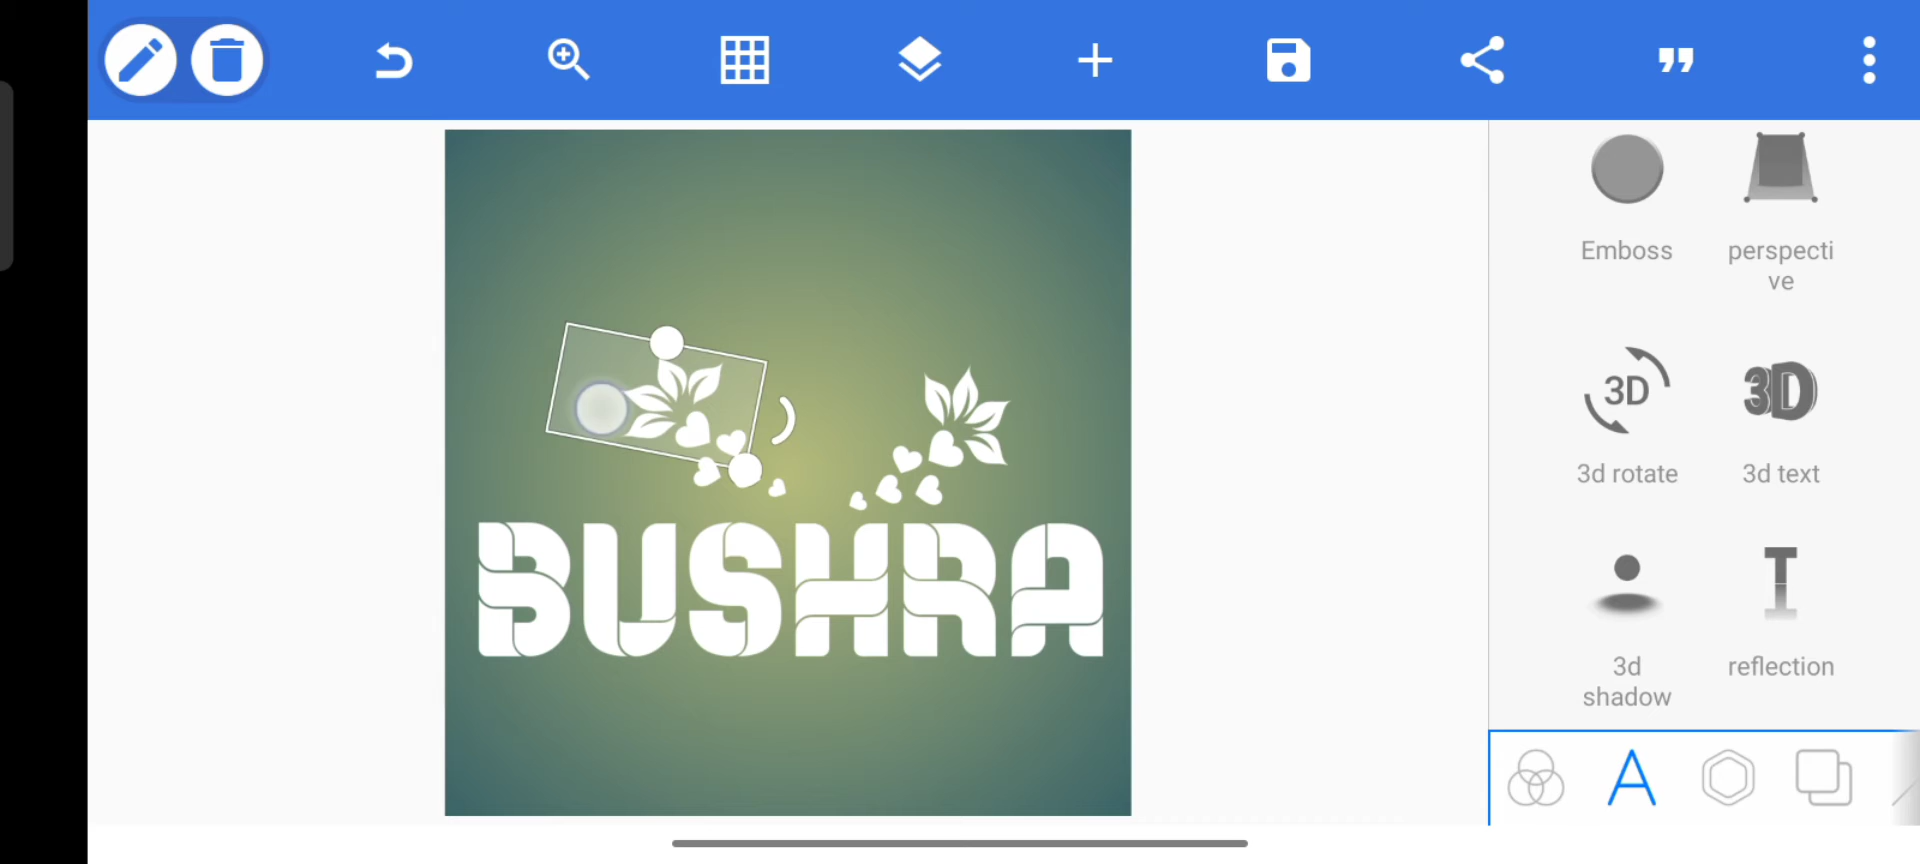 Emboss
perspecti
ve
3D
3D
3d rotate
3d text
3d
shadow
reflection
BUSHRA